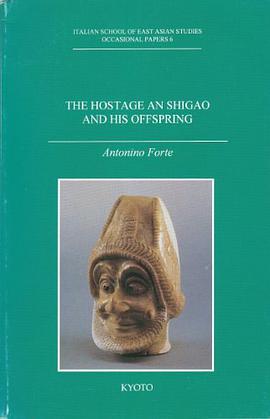 ITALIAN SCHOOL OF EAST ASIAN STUDIES
OCCASIONAL PAPERS 6
THE HOSTAGE AN SHIGAO
AND HIS OFFSPRING
Antonino Forte
KYOTO